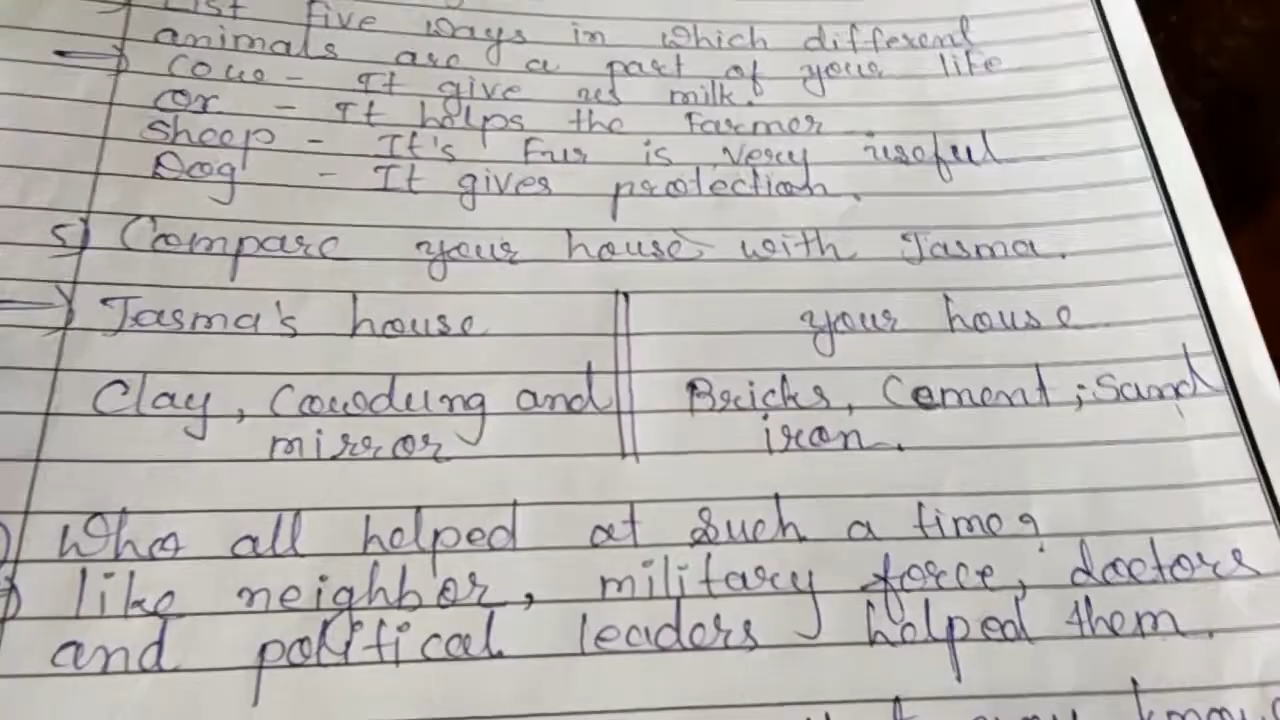 List Five ways in which different
animals are a part of your life
Cow - It give us milk.
ox - It helps the Farmer
Sheep - It's Fur is very useful
Dog - It gives protection.
5) Compare your house with Jasma.
Jasma's house your house
Clay, Cowdung and Bricks, Cement, Sand
mirror iron.
Who all helped at such a time?
like neighbor, military force, doctors
and political leaders helped them.